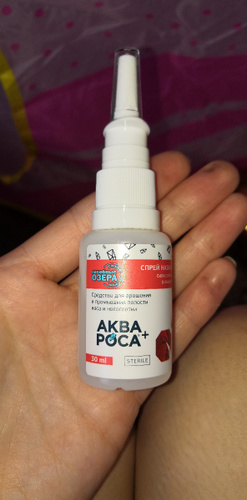 ОЗЕРА
СПРЕЙ
Средство для орошения
и промывания полости
носа и носоглотки
АКВА
РОСА+
30 ml
STERILE